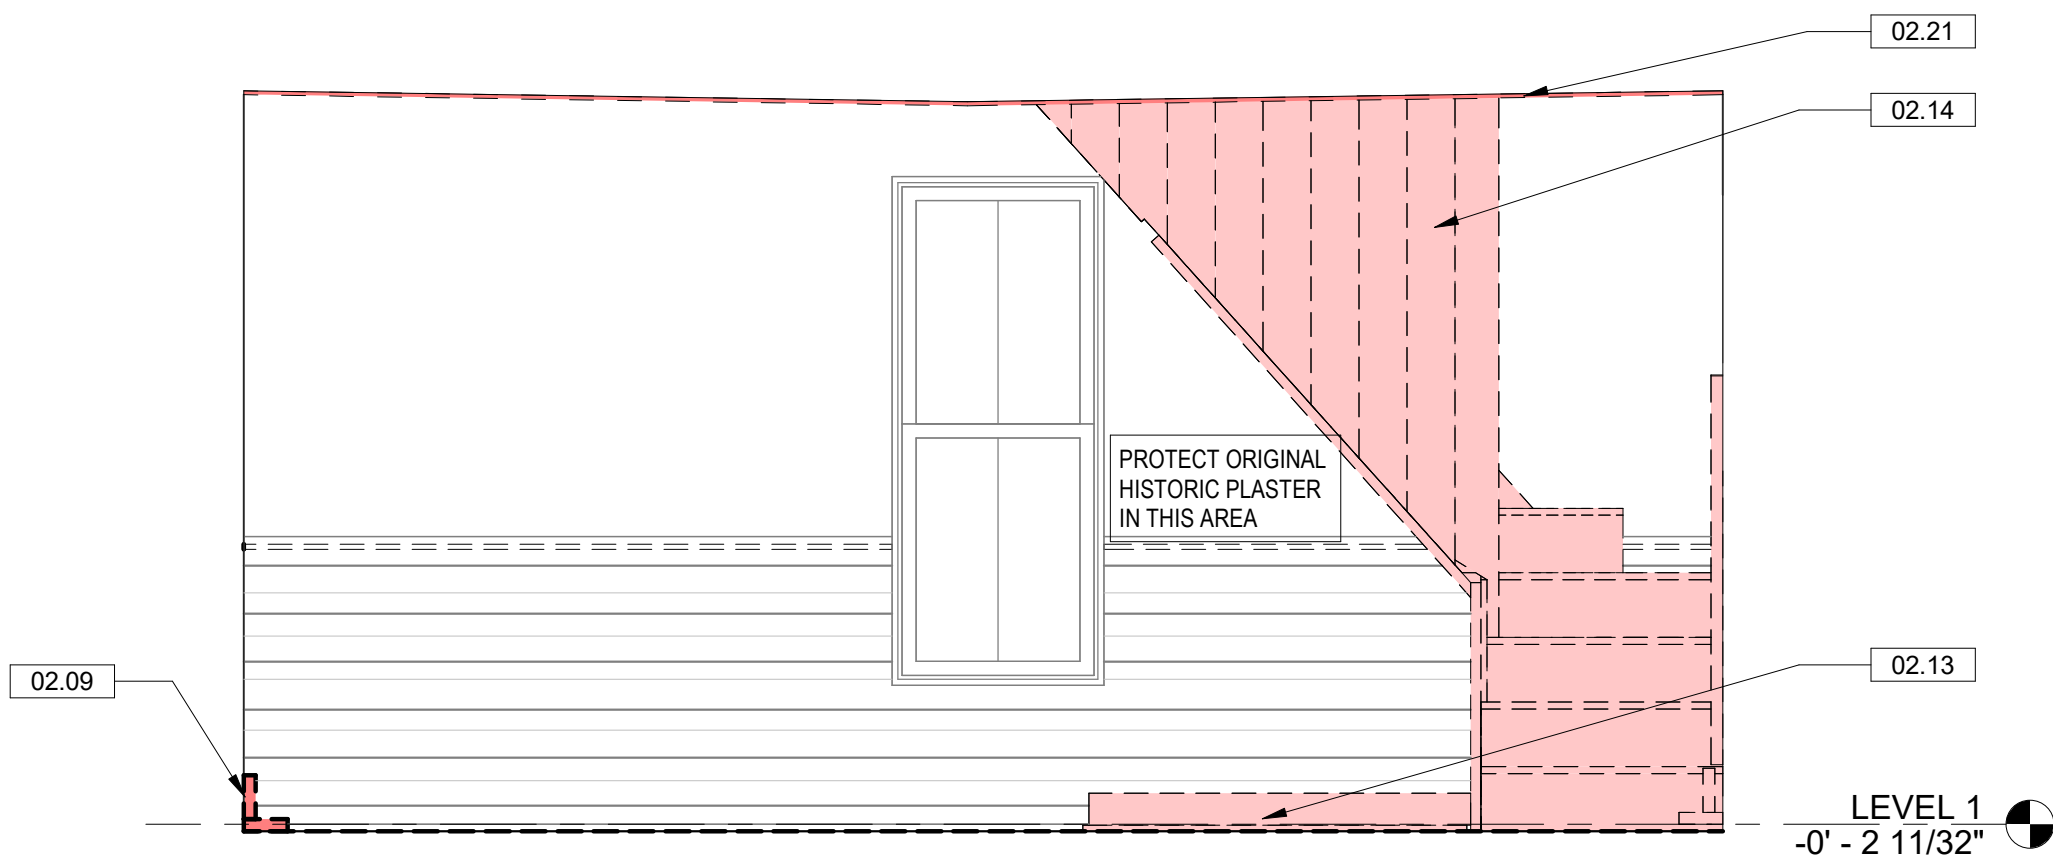 02.21
02.14
PROTECT ORIGINAL
HISTORIC PLASTER
IN THIS AREA
02.09
02.13
LEVEL 1
-0' - 2 11/32"